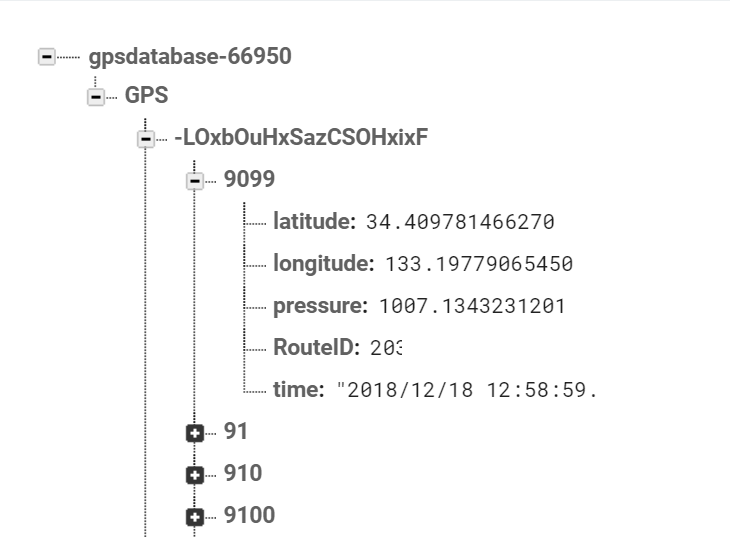 gpsdatabase-66950
GPS
-LOxbOuHxSazCSOHxixF
9099
latitude: 34.409781466270
longitude: 133.19779065450
pressure: 1007.1343231201
RouteID: 203
time: "2018/12/18 12:58:59.
91
910
9100